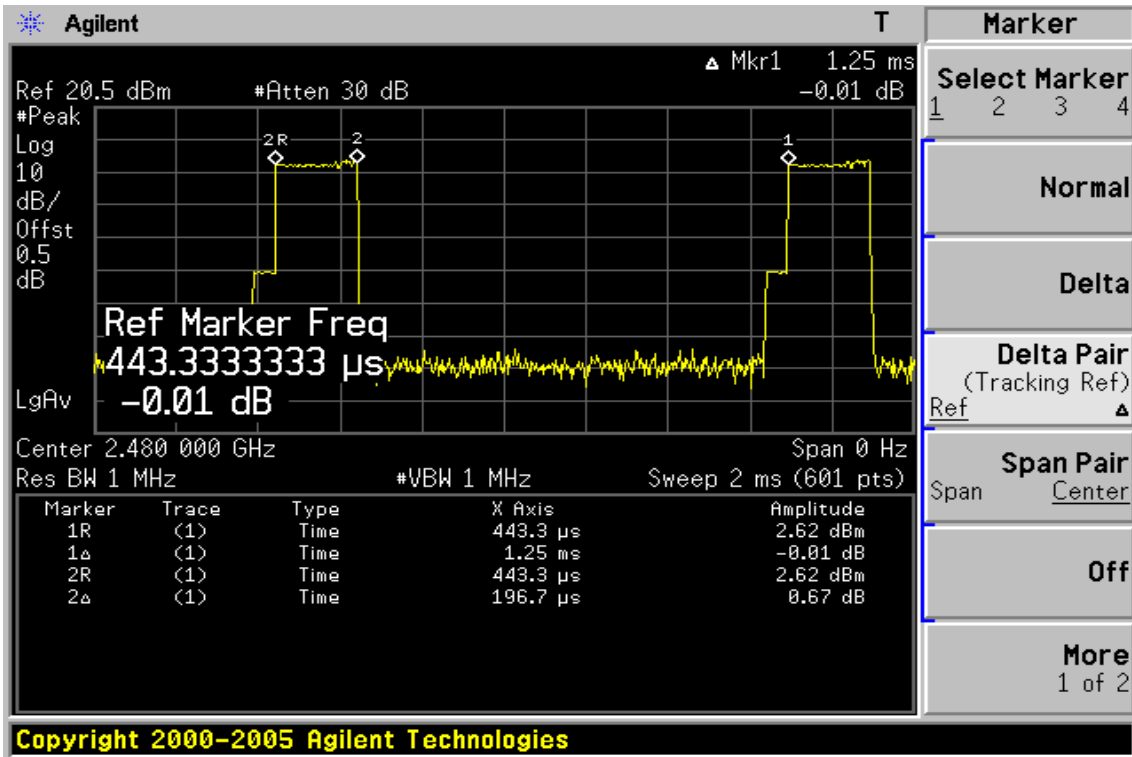 Agilent T
Δ Mkr1 1.25 ms
Ref 20.5 dBm #Atten 30 dB -0.01 dB
#Peak
Log
10
dB/
Offst
0.5
dB
2R 2 1
Ref Marker Freq
443.3333333 µs
-0.01 dB
LgAv
Center 2.480 000 GHz Span 0 Hz
Res BW 1 MHz #VBW 1 MHz Sweep 2 ms (601 pts)
Marker Trace Type X Axis Amplitude
1R (1) Time 443.3 µs 2.62 dBm
1Δ (1) Time 1.25 ms -0.01 dB
2R (1) Time 443.3 µs 2.62 dBm
2Δ (1) Time 196.7 µs 0.67 dB
Copyright 2000-2005 Agilent Technologies
Marker
Select Marker
1 2 3 4
Normal
Delta
Delta Pair
(Tracking Ref)
Ref Δ
Span Pair
Span Center
Off
More
1 of 2